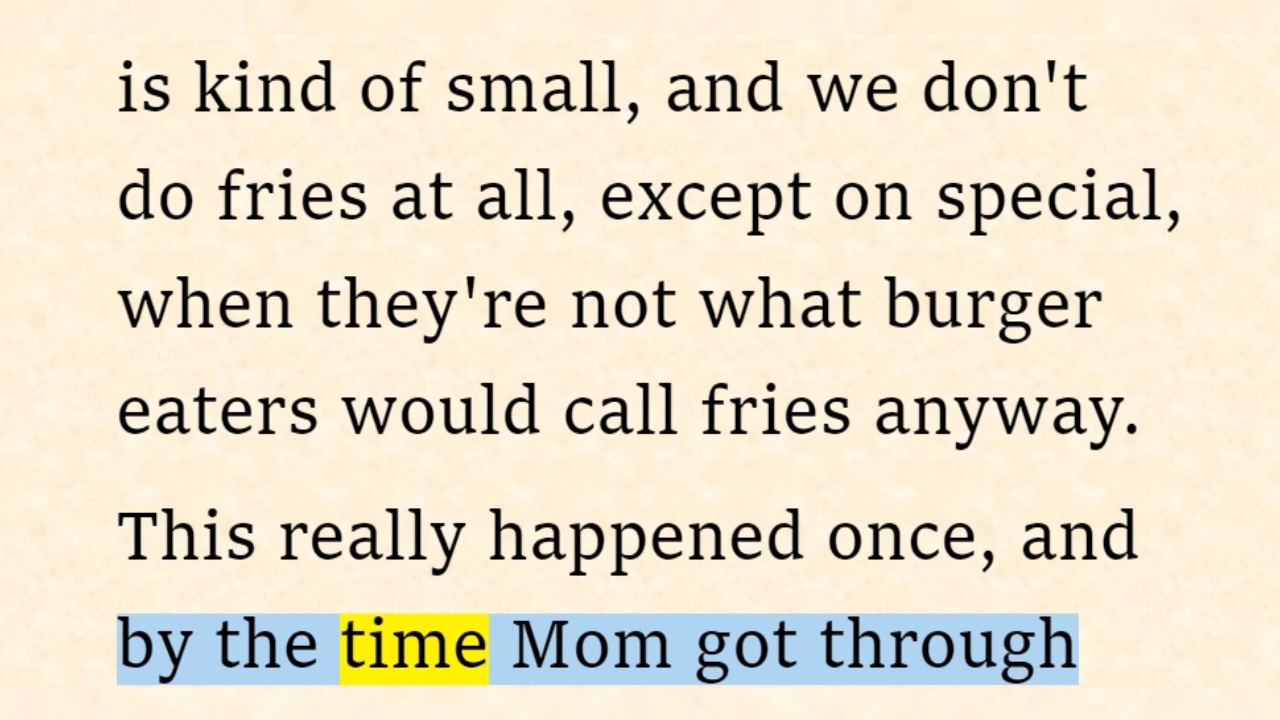 is kind of small, and we don't
do fries at all, except on special,
when they're not what burger
eaters would call fries anyway.
This really happened once, and
by the time Mom got through